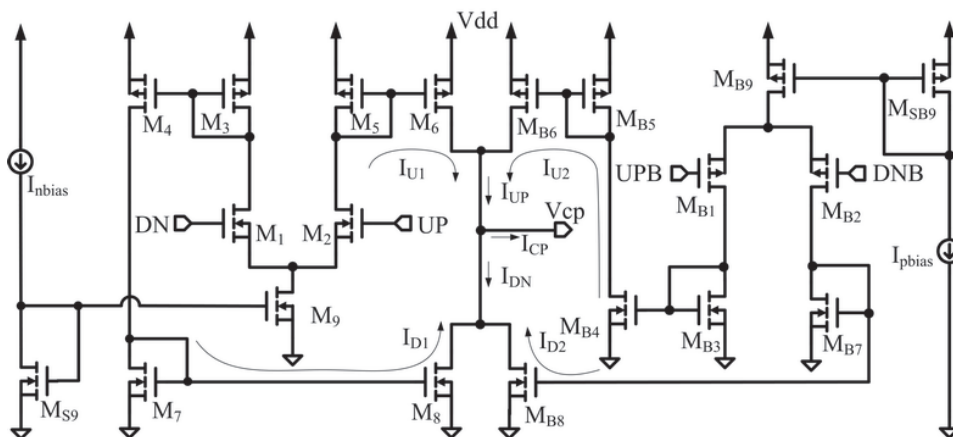 Vdd
M4
M3
M5
M6
MB6
MB5
MB9
MSB9
Inbias
IU1
IU2
IUP
UPB
DNB
MB1
MB2
DN
M1
M2
UP
Vcp
ICP
Ipbias
IDN
M9
MB4
MB3
MB7
ID1
ID2
MS9
M7
M8
MB8